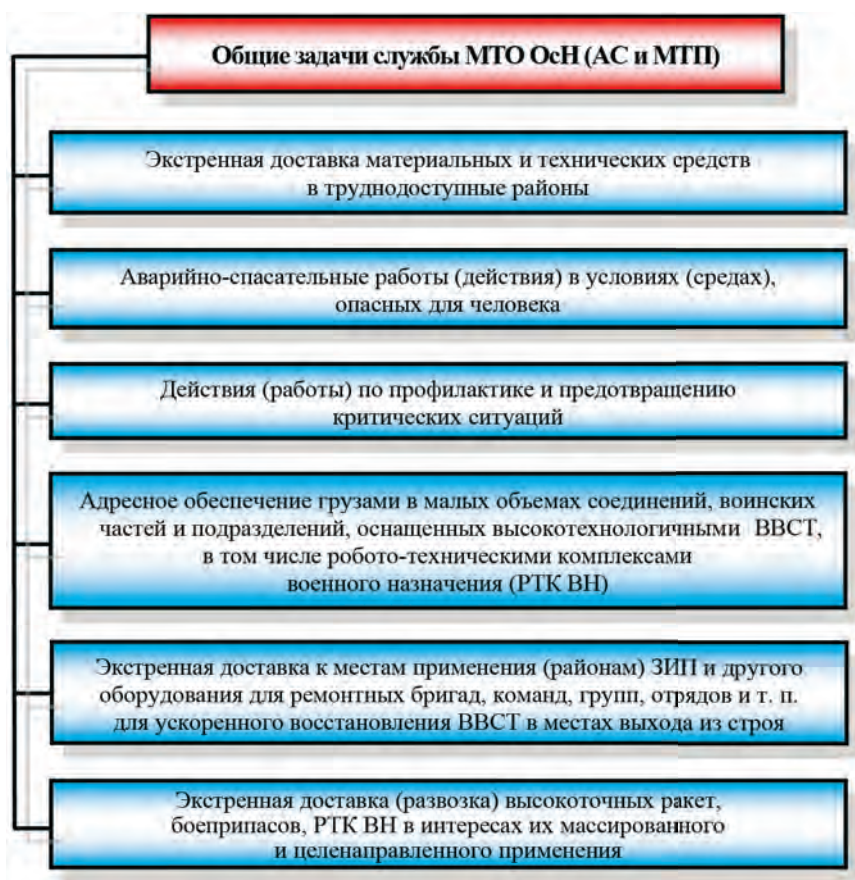 Общие задачи службы МТО ОсН (АС и МТП)
Экстренная доставка материальных и технических средств
в труднодоступные районы
Аварийно-спасательные работы (действия) в условиях (средах),
опасных для человека
Действия (работы) по профилактике и предотвращению
критических ситуаций
Адресное обеспечение грузами в малых объемах соединений, воинских
частей и подразделений, оснащенных высокотехнологичными ВВСТ,
в том числе робото-техническими комплексами
военного назначения (РТК ВН)
Экстренная доставка к местам применения (районам) ЗИП и другого
оборудования для ремонтных бригад, команд, групп, отрядов и т. п.
для ускоренного восстановления ВВСТ в местах выхода из строя
Экстренная доставка (развозка) высокоточных ракет,
боеприпасов, РТК ВН в интересах их массированного
и целенаправленного применения